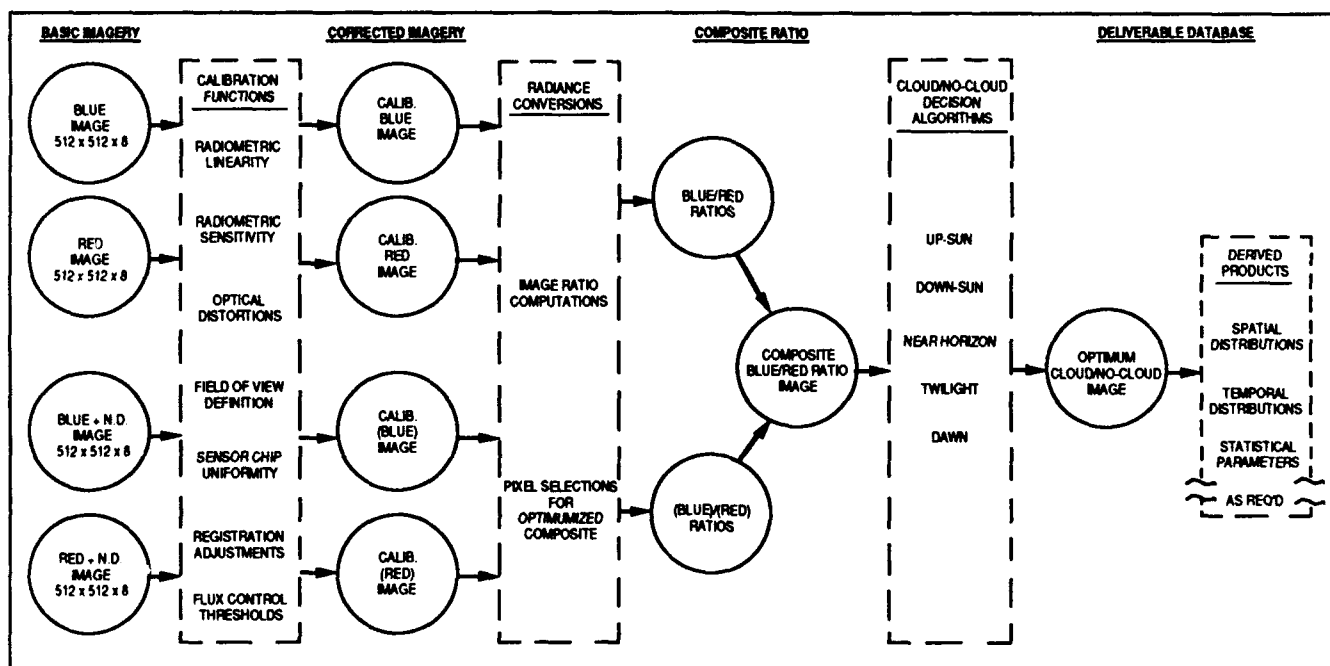 BASIC IMAGERY
CORRECTED IMAGERY
COMPOSITE RATIO
DELIVERABLE DATABASE
BLUE
IMAGE
512 x 512 x 8
RED
IMAGE
512 x 512 x 8
BLUE + N.D.
IMAGE
512 x 512 x 8
RED + N.D.
IMAGE
512 x 512 x 8
CALIBRATION
FUNCTIONS
RADIOMETRIC
LINEARITY
RADIOMETRIC
SENSITIVITY
OPTICAL
DISTORTIONS
FIELD OF VIEW
DEFINITION
SENSOR CHIP
UNIFORMITY
REGISTRATION
ADJUSTMENTS
FLUX CONTROL
THRESHOLDS
CALIB.
BLUE
IMAGE
CALIB.
RED
IMAGE
CALIB.
(BLUE)
IMAGE
CALIB.
(RED)
IMAGE
RADIANCE
CONVERSIONS
IMAGE RATIO
COMPUTATIONS
PIXEL SELECTIONS
FOR
OPTIMUMIZED
COMPOSITE
BLUE/RED
RATIOS
COMPOSITE
BLUE/RED RATIO
IMAGE
(BLUE)/(RED)
RATIOS
CLOUD/NO-CLOUD
DECISION
ALGORITHMS
UP-SUN
DOWN-SUN
NEAR HORIZON
TWILIGHT
DAWN
OPTIMUM
CLOUD/NO-CLOUD
IMAGE
DERIVED
PRODUCTS
SPATIAL
DISTRIBUTIONS
TEMPORAL
DISTRIBUTIONS
STATISTICAL
PARAMETERS
AS REQ'D